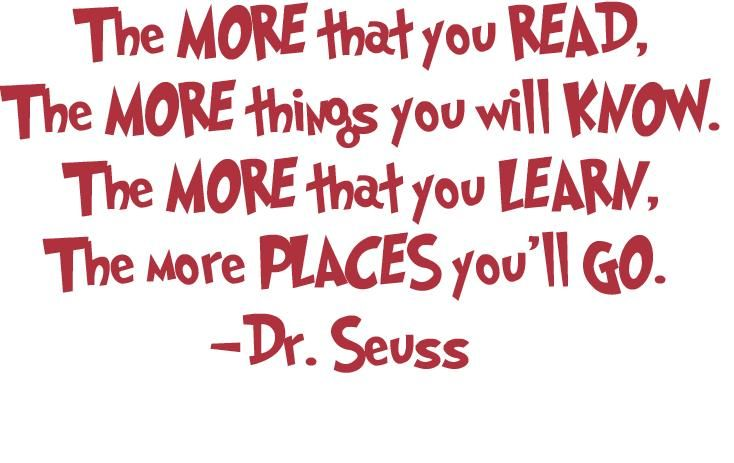 The MORE that you READ,
The MORE things you will KNOW.
The MORE that you LEARN,
The more PLACES you'll GO.
-Dr. Seuss